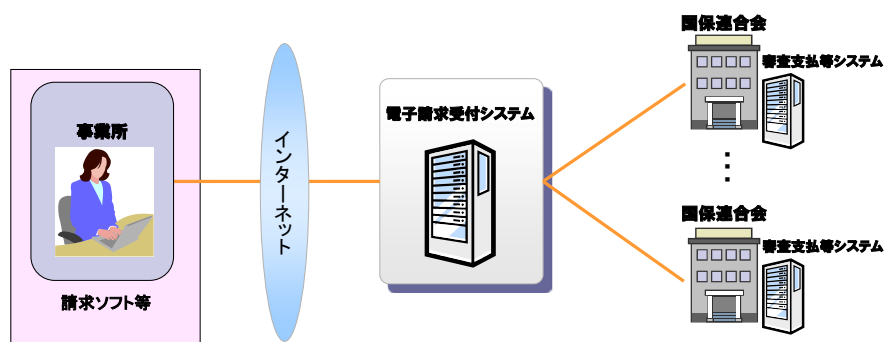 事業所
請求ソフト等
インターネット
電子請求受付システム
国保連合会
審査支払等システム
国保連合会
審査支払等システム